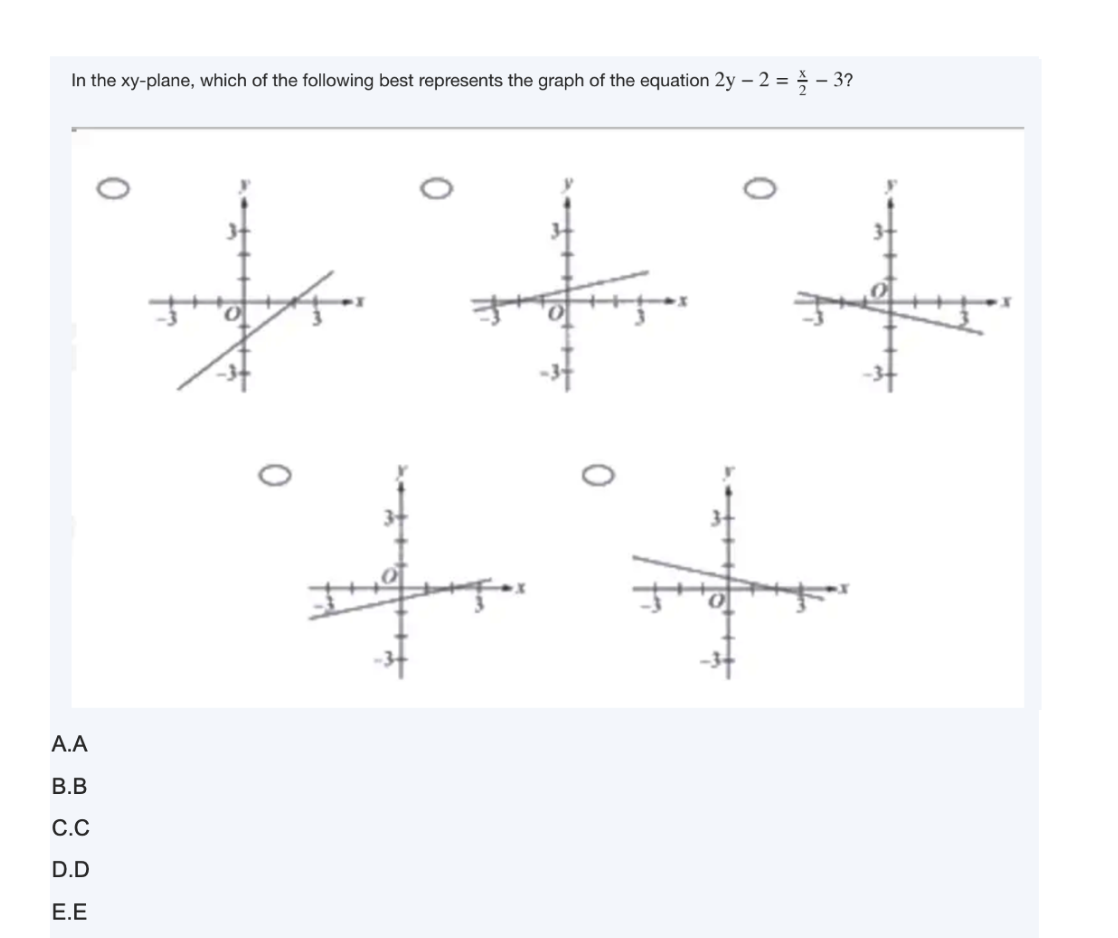 In the xy-plane, which of the following best represents the graph of the equation 2y − 2 = x/2 − 3?
y y y
3 3 3
O x O x O x
-3 3 -3 3 -3 3
-3 -3 -3
y y
3 3
O x O x
-3 3 -3 3
-3 -3
A.A
B.B
C.C
D.D
E.E